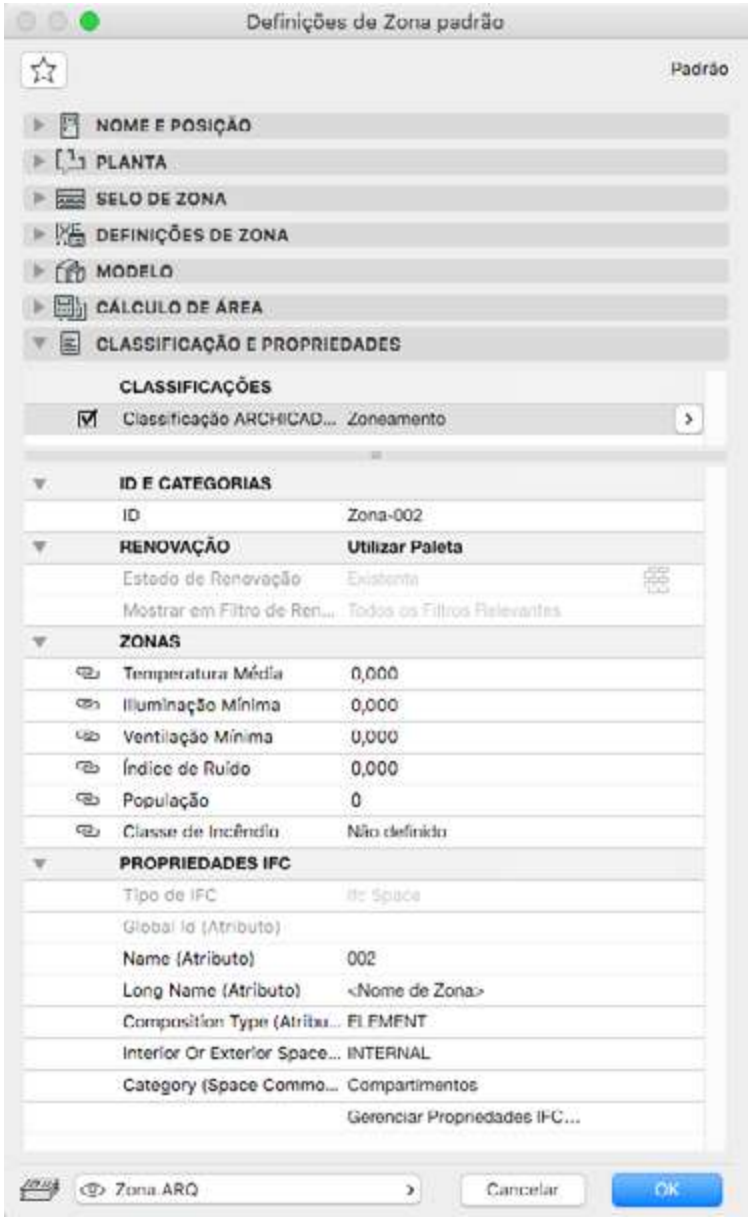 Definições de Zona padrão
Padrão
NOME E POSIÇÃO
PLANTA
SELO DE ZONA
DEFINIÇÕES DE ZONA
MODELO
CÁLCULO DE ÁREA
CLASSIFICAÇÃO E PROPRIEDADES
CLASSIFICAÇÕES
Classificação ARCHICAD... Zoneamento
ID E CATEGORIAS
ID Zona-002
RENOVAÇÃO Utilizar Paleta
Estado de Renovação Existente
Mostrar em Filtro de Ren... Todos os Filtros Relevantes
ZONAS
Temperatura Média 0,000
Illuminação Mínima 0,000
Ventilação Mínima 0,000
Índice de Ruído 0,000
População 0
Classe de Incêndio Não definido
PROPRIEDADES IFC
Tipo de IFC Ifc Space
Global Id (Atributo)
Name (Atributo) 002
Long Name (Atributo) <Nome de Zona>
Composition Type (Atribu... ELEMENT
Interior Or Exterior Space... INTERNAL
Category (Space Commo... Compartimentos
Gerenciar Propriedades IFC...
Zona.ARQ Cancelar OK